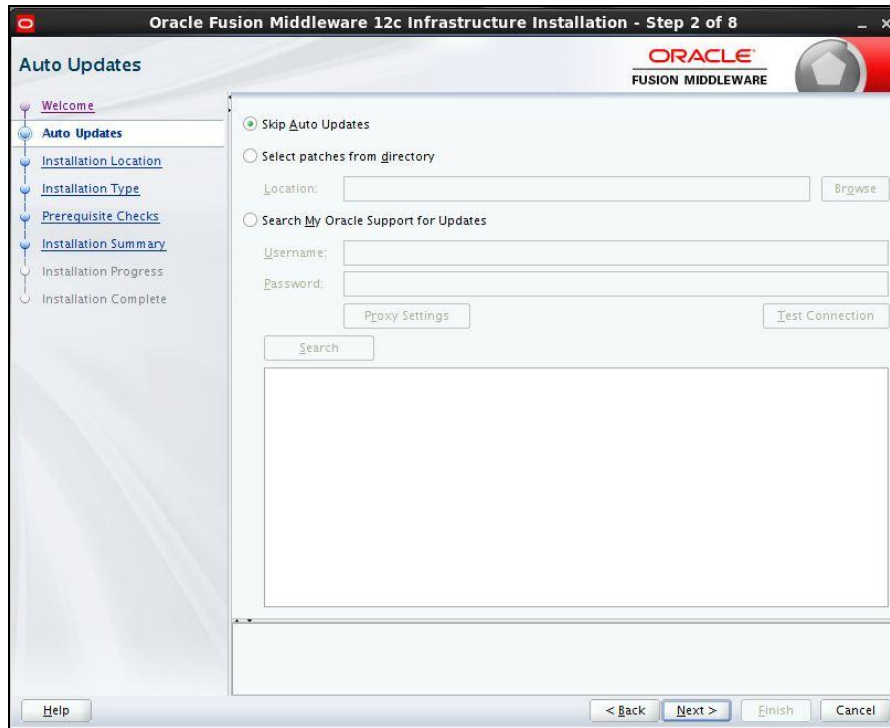 Oracle Fusion Middleware 12c Infrastructure Installation - Step 2 of 8
Auto Updates
ORACLE
FUSION MIDDLEWARE
Welcome
Auto Updates
Installation Location
Installation Type
Prerequisite Checks
Installation Summary
Installation Progress
Installation Complete
Skip Auto Updates
Select patches from directory
Location:
Browse
Search My Oracle Support for Updates
Username:
Password:
Proxy Settings
Test Connection
Search
Help
< Back
Next >
Finish
Cancel